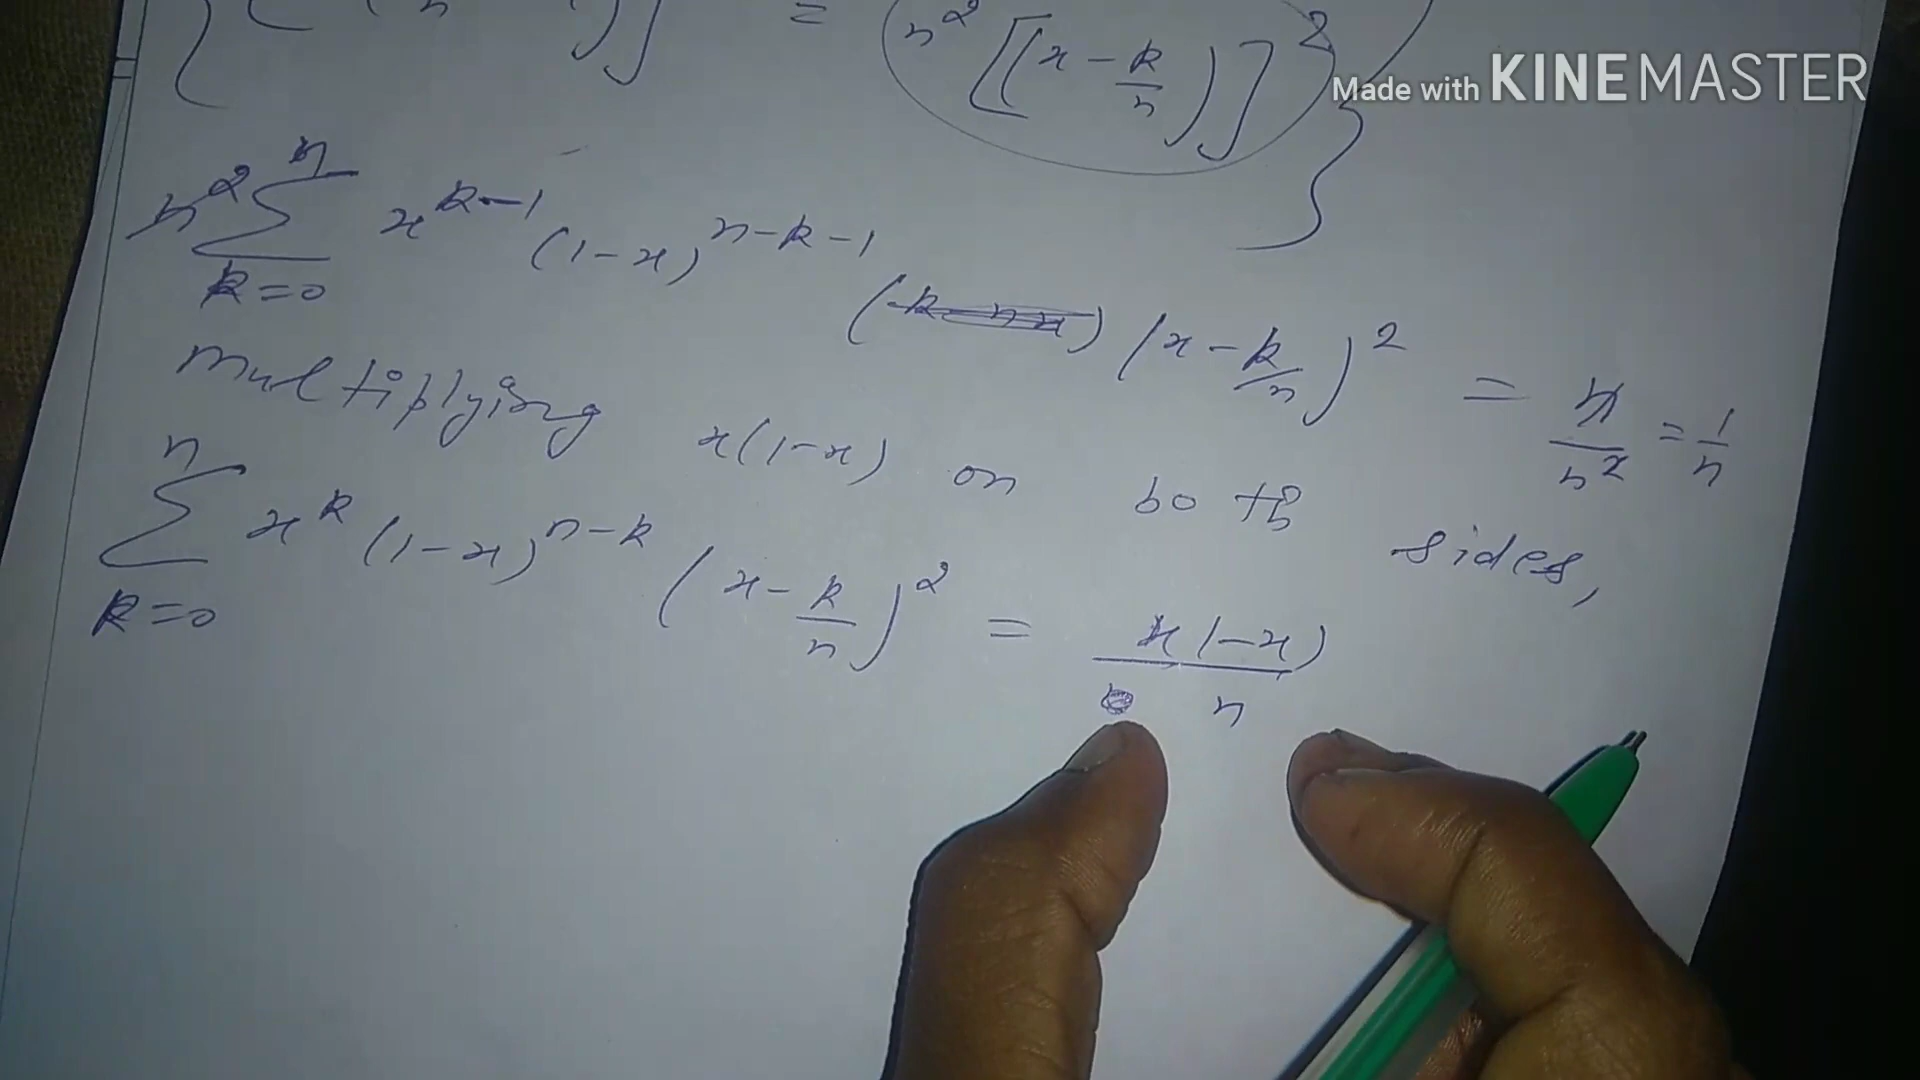 = n² [(x - k/n)]² }
Made with KINEMASTER
n² Σ_{k=0}^{n} x^{k-1} (1-x)^{n-k-1} (x - k/n)² = n/n² = 1/n
multiplying x(1-x) on both sides,
Σ_{k=0}^{n} x^k (1-x)^{n-k} (x - k/n)² = x(-x)/n